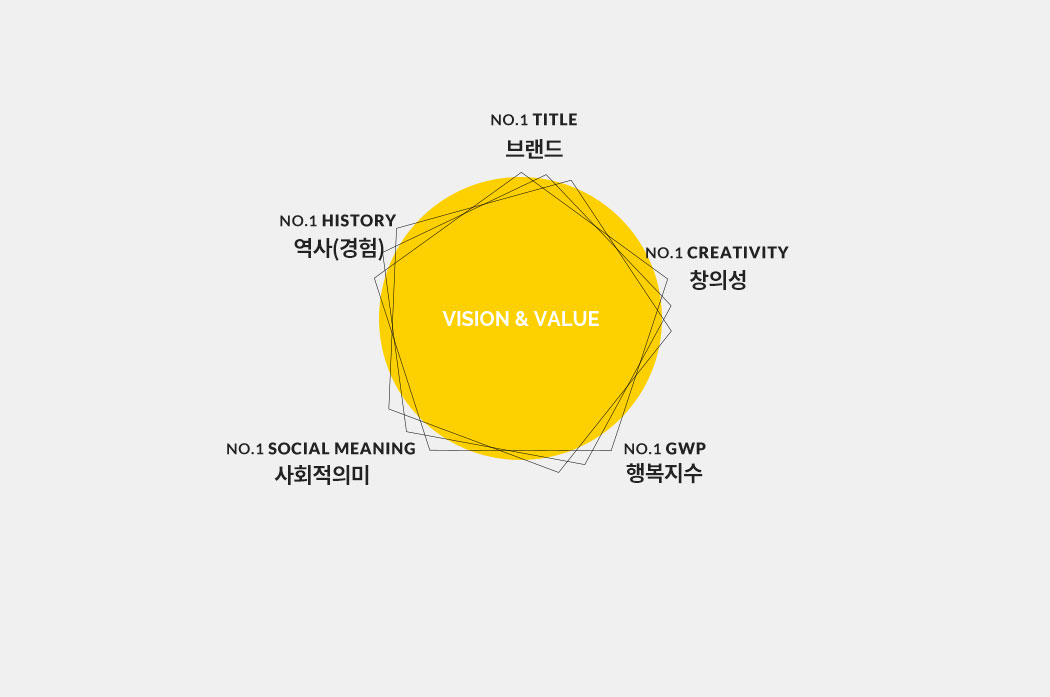 NO.1 TITLE
브랜드
NO.1 HISTORY
역사(경험)
NO.1 CREATIVITY
창의성
VISION & VALUE
NO.1 SOCIAL MEANING
사회적의미
NO.1 GWP
행복지수